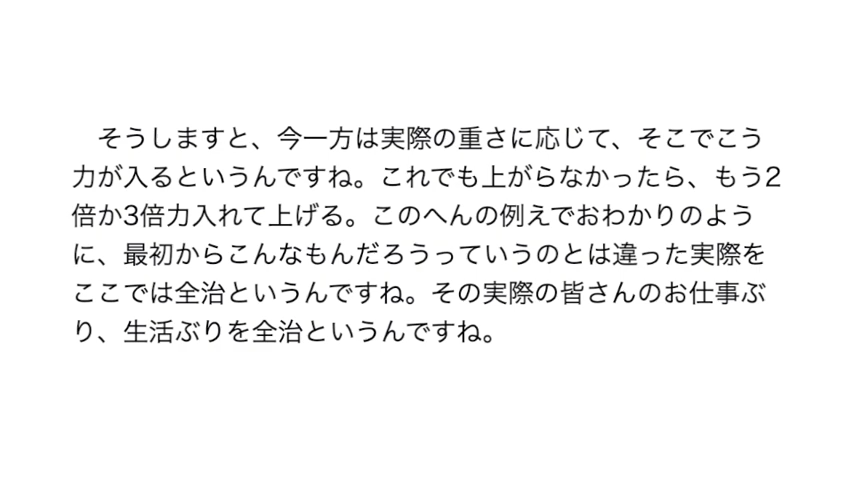 そうしますと、今一方は実際の重さに応じて、そこでこう
力が入るというんですね。これでも上がらなかったら、もう2
倍か3倍力入れて上げる。このへんの例えでおわかりのよう
に、最初からこんなもんだろうっていうのとは違った実際を
ここでは全治というんですね。その実際の皆さんのお仕事ぶ
り、生活ぶりを全治というんですね。